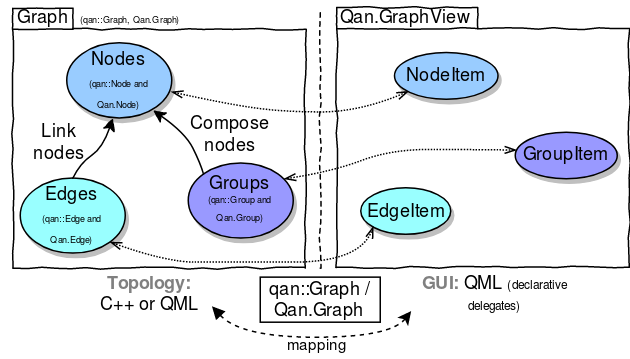 Graph (qan::Graph, Qan.Graph)
Qan.GraphView
Nodes
(qan::Node and
Qan.Node)
NodeItem
Link
nodes
Compose
nodes
GroupItem
Edges
(qan::Edge and
Qan.Edge)
Groups
(qan::Group and
Qan.Group)
EdgeItem
Topology:
C++ or QML
qan::Graph /
Qan.Graph
GUI: QML (declarative
delegates)
mapping